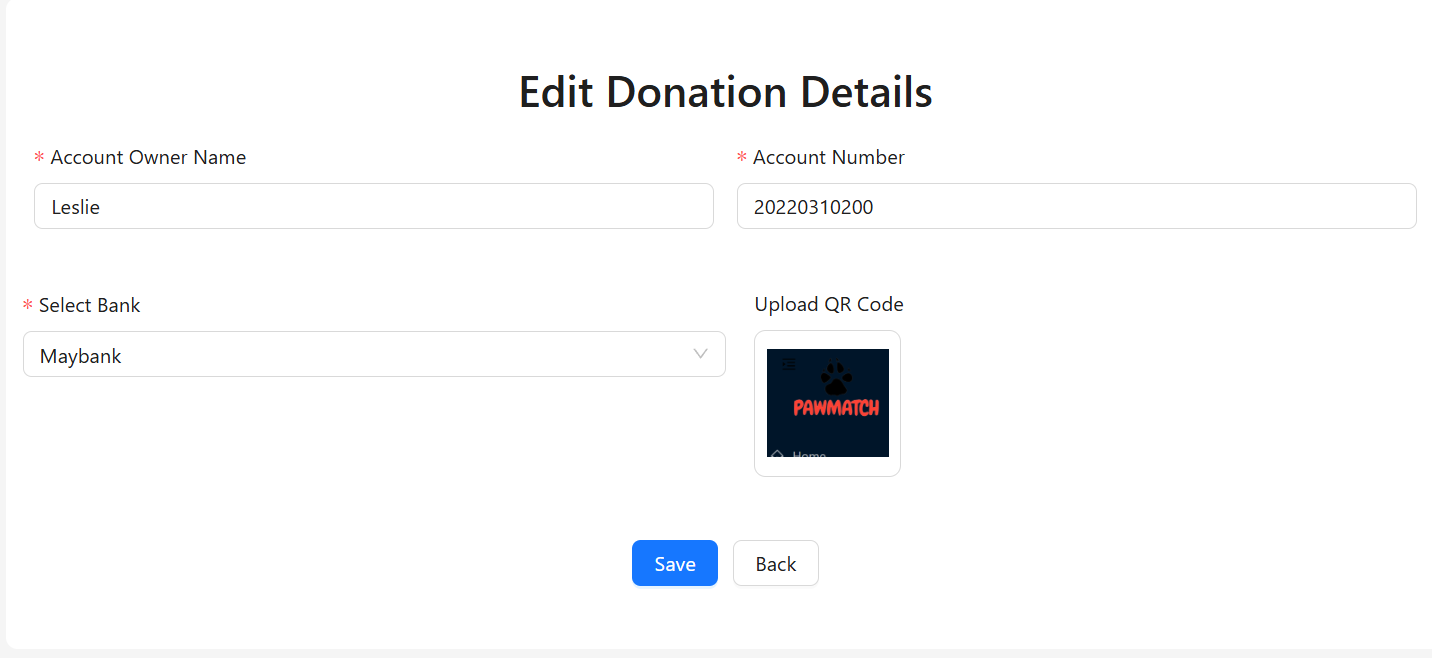 Edit Donation Details
* Account Owner Name
* Account Number
Leslie
20220310200
* Select Bank
Upload QR Code
Maybank
PAWMATCH
Home
Save
Back